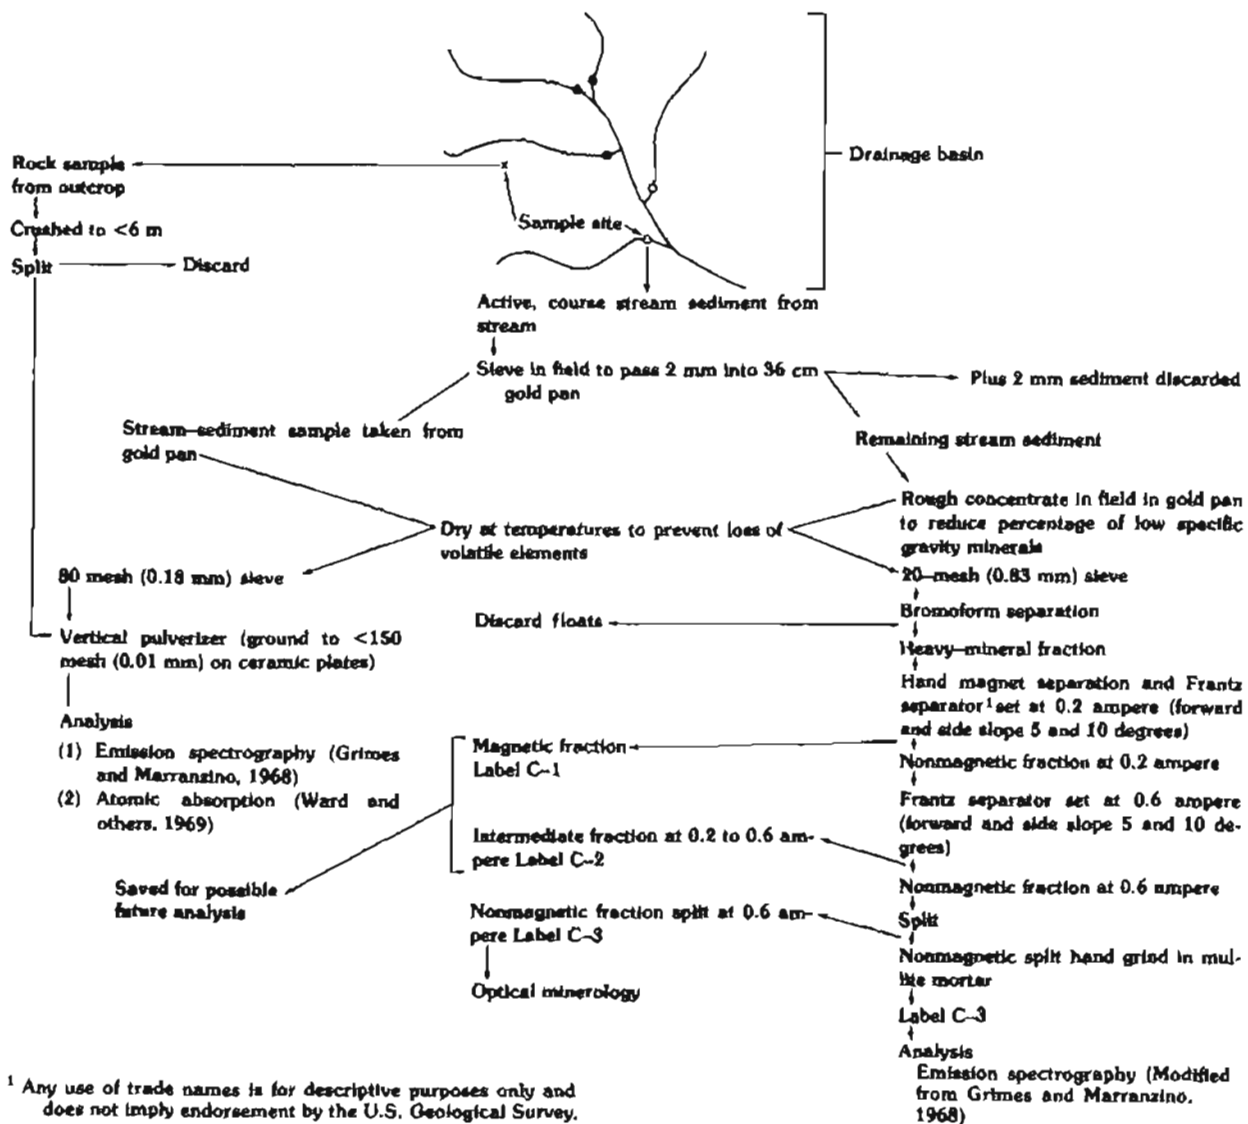 Drainage basin
Rock sample
from outcrop
Crushed to <6 m
Split
Discard
Sample site
Active, course stream sediment from
stream
Sieve in field to pass 2 mm into 36 cm
gold pan
Plus 2 mm sediment discarded
Stream-sediment sample taken from
gold pan
Remaining stream sediment
Rough concentrate in field in gold pan
to reduce percentage of low specific
gravity minerals
Dry at temperatures to prevent loss of
volatile elements
80 mesh (0.18 mm) sieve
20-mesh (0.83 mm) sieve
Bromoform separation
Discard floats
Vertical pulverizer (ground to <150
mesh (0.01 mm) on ceramic plates)
Heavy-mineral fraction
Hand magnet separation and Frantz
separator¹ set at 0.2 ampere (forward
and side slope 5 and 10 degrees)
Analysis
(1) Emission spectrography (Grimes
and Marranzino, 1968)
(2) Atomic absorption (Ward and
others, 1969)
Magnetic fraction
Label C-1
Nonmagnetic fraction at 0.2 ampere
Frantz separator set at 0.6 ampere
(forward and side slope 5 and 10 de-
grees)
Intermediate fraction at 0.2 to 0.6 am-
pere Label C-2
Saved for possible
future analysis
Nonmagnetic fraction at 0.6 ampere
Nonmagnetic fraction split at 0.6 am-
pere Label C-3
Split
Nonmagnetic split hand grind in mul-
lite mortar
Optical minerology
Label C-3
Analysis
Emission spectrography (Modified
from Grimes and Marranzino,
1968)
¹ Any use of trade names is for descriptive purposes only and
does not imply endorsement by the U.S. Geological Survey.